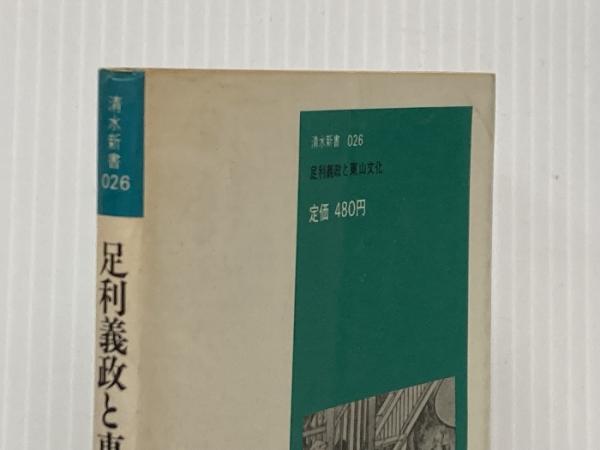 清水新書
026
足利義政と東
清水新書 026
足利義政と東山文化
定価 480円